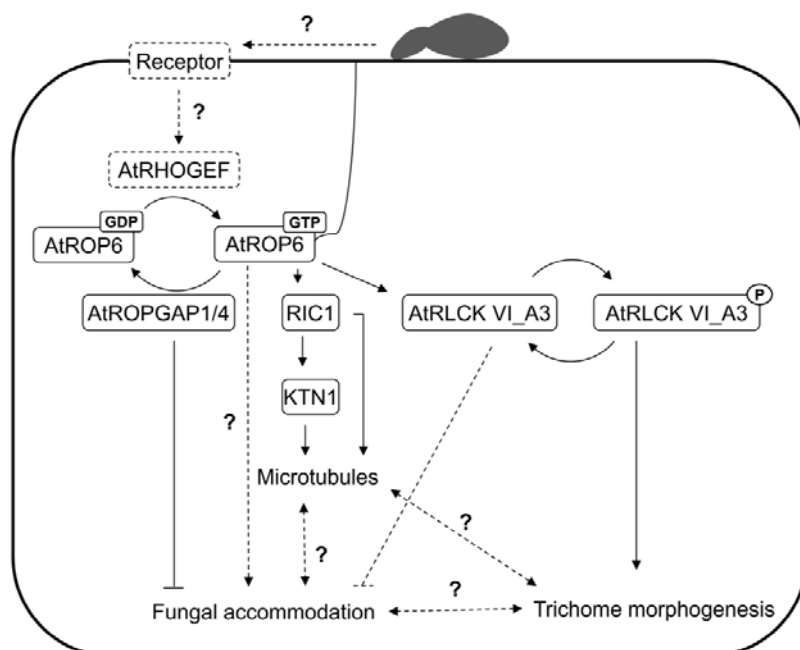 ?
Receptor
?
AtRHOGEF
GDP
GTP
AtROP6
AtROP6
P
AtROPGAP1/4
RIC1
AtRLCK VI_A3
AtRLCK VI_A3
KTN1
?
Microtubules
?
?
?
Fungal accommodation
Trichome morphogenesis